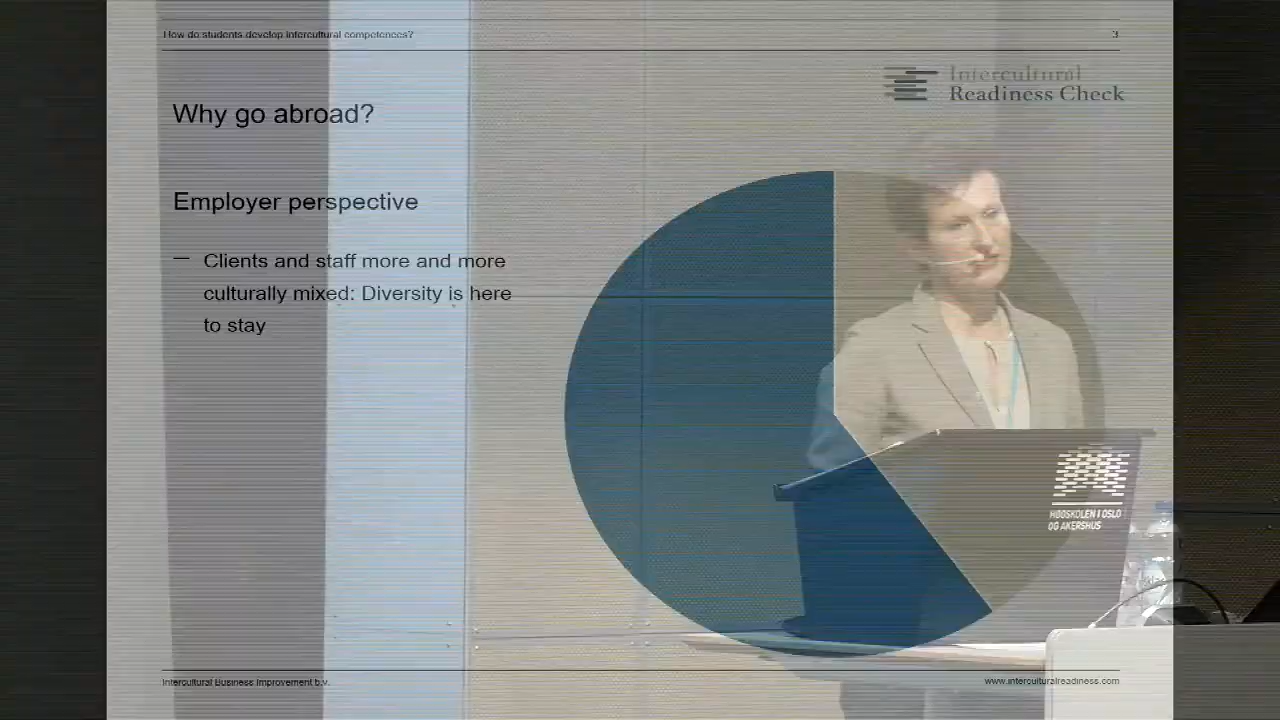 How do students develop intercultural competences?
3
Intercultural
Readiness Check
Why go abroad?
Employer perspective
— Clients and staff more and more
culturally mixed: Diversity is here
to stay
HØGSKOLEN I OSLO
OG AKERSHUS
Intercultural Business Improvement b.v.
www.interculturalreadiness.com